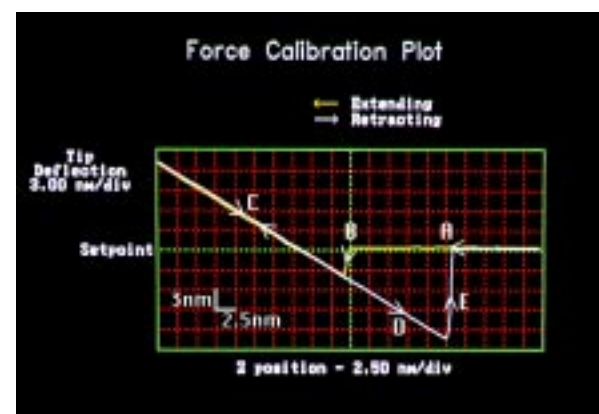 Force Calibration Plot
Extending
Retracting
Tip
Deflection
3.00 nm/div
C
B
A
Setpoint
3nm
2.5nm
D
E
Z position - 2.50 nm/div